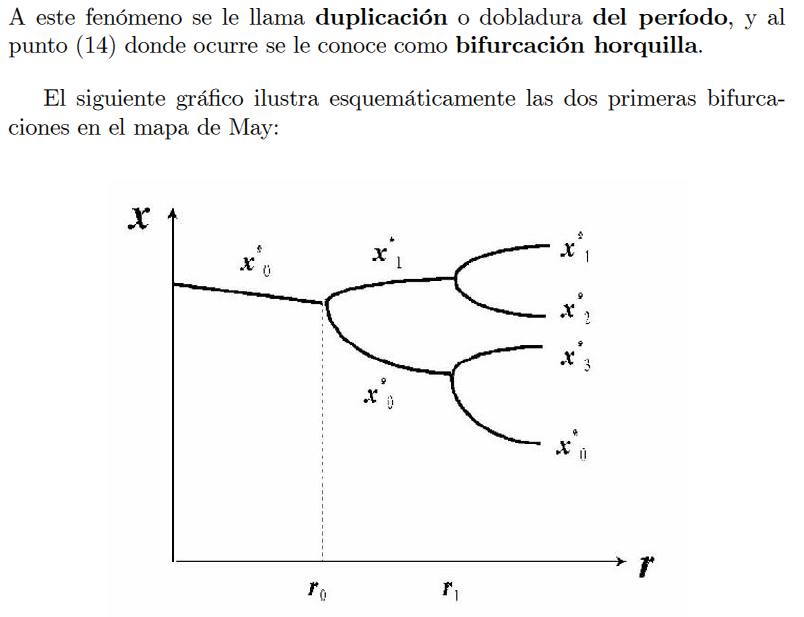 A este fenómeno se le llama duplicación o dobladura del período, y al
punto (14) donde ocurre se le conoce como bifurcación horquilla.
El siguiente gráfico ilustra esquemáticamente las dos primeras bifurca-
ciones en el mapa de May:
x
x*0
x*1
x*1
x*2
x*3
x*0
x*0
r
r0
r1